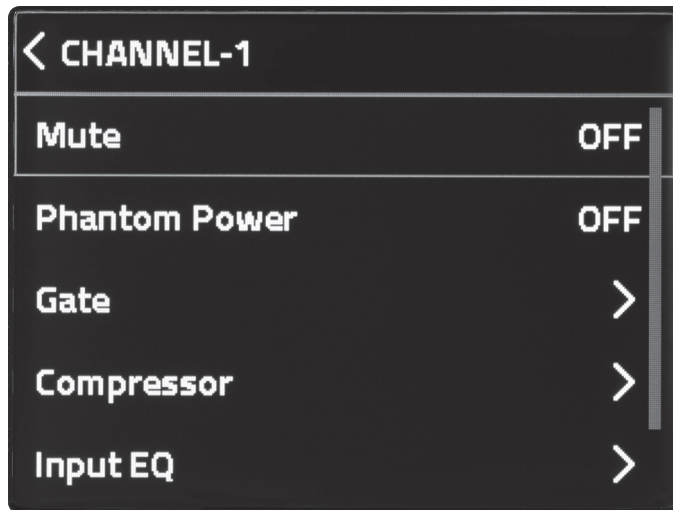 CHANNEL-1
Mute OFF
Phantom Power OFF
Gate
Compressor
Input EQ